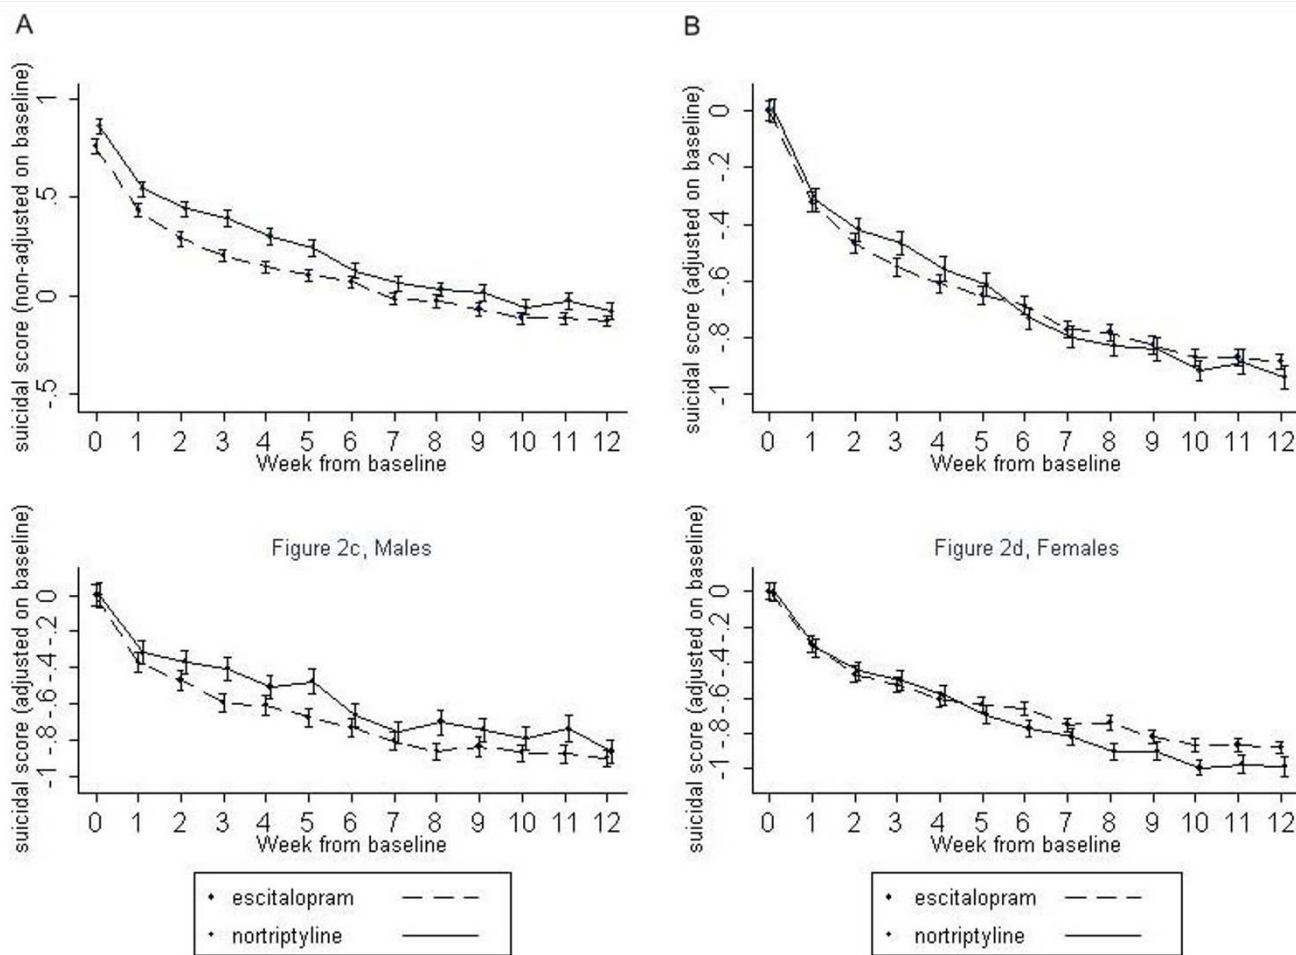 A
suicidal score (non-adjusted on baseline)
1
.5
0
-.5
0 1 2 3 4 5 6 7 8 9 10 11 12
Week from baseline
B
suicidal score (adjusted on baseline)
0
-.2
-.4
-.6
-.8
-1
0 1 2 3 4 5 6 7 8 9 10 11 12
Week from baseline
Figure 2c, Males
suicidal score (adjusted on baseline)
0
-.2
-.4
-.6
-.8
-1
0 1 2 3 4 5 6 7 8 9 10 11 12
Week from baseline
escitalopram
nortriptyline
Figure 2d, Females
suicidal score (adjusted on baseline)
0
-.2
-.4
-.6
-.8
-1
0 1 2 3 4 5 6 7 8 9 10 11 12
Week from baseline
escitalopram
nortriptyline